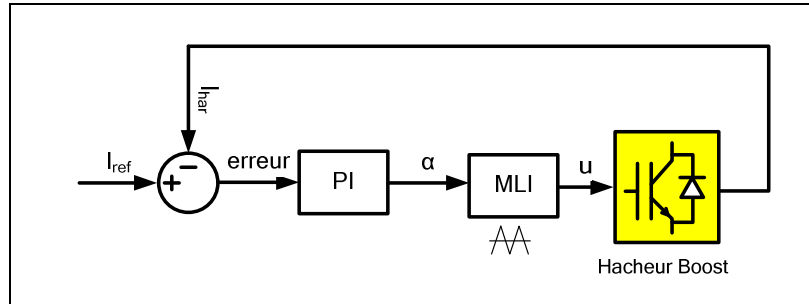 Ihar
Iref
+
−
erreur
PI
α
MLI
u
Hacheur Boost